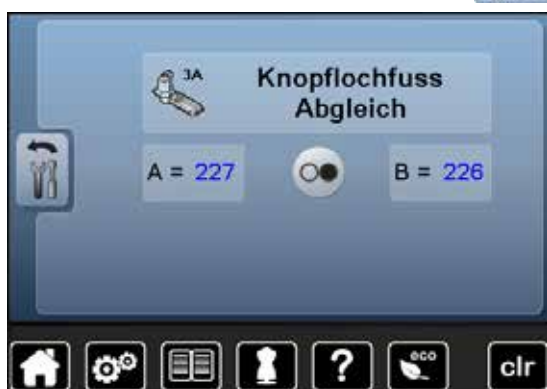 3A
Knopflochfuss
Abgleich
A = 227
B = 226
?
eco
clr